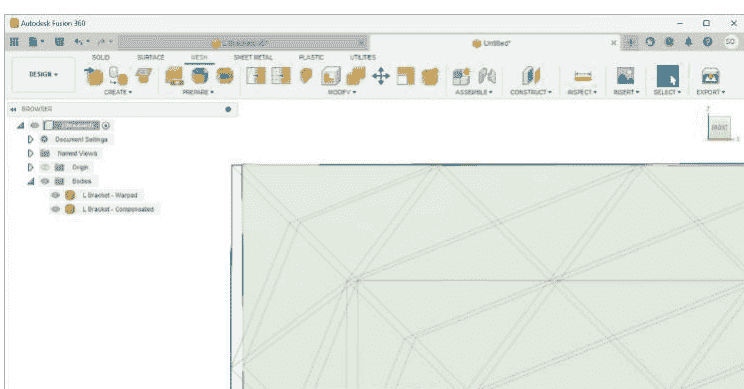 Autodesk Fusion 360
Untitled*
SO
SOLID SURFACE MESH SHEET METAL PLASTIC UTILITIES
DESIGN
CREATE PREPARE MODIFY ASSEMBLE CONSTRUCT INSPECT INSERT SELECT EXPORT
BROWSER
Z
FRONT
X
Document Settings
Named Views
Origin
Bodies
L Bracket - Warped
L Bracket - Compensated